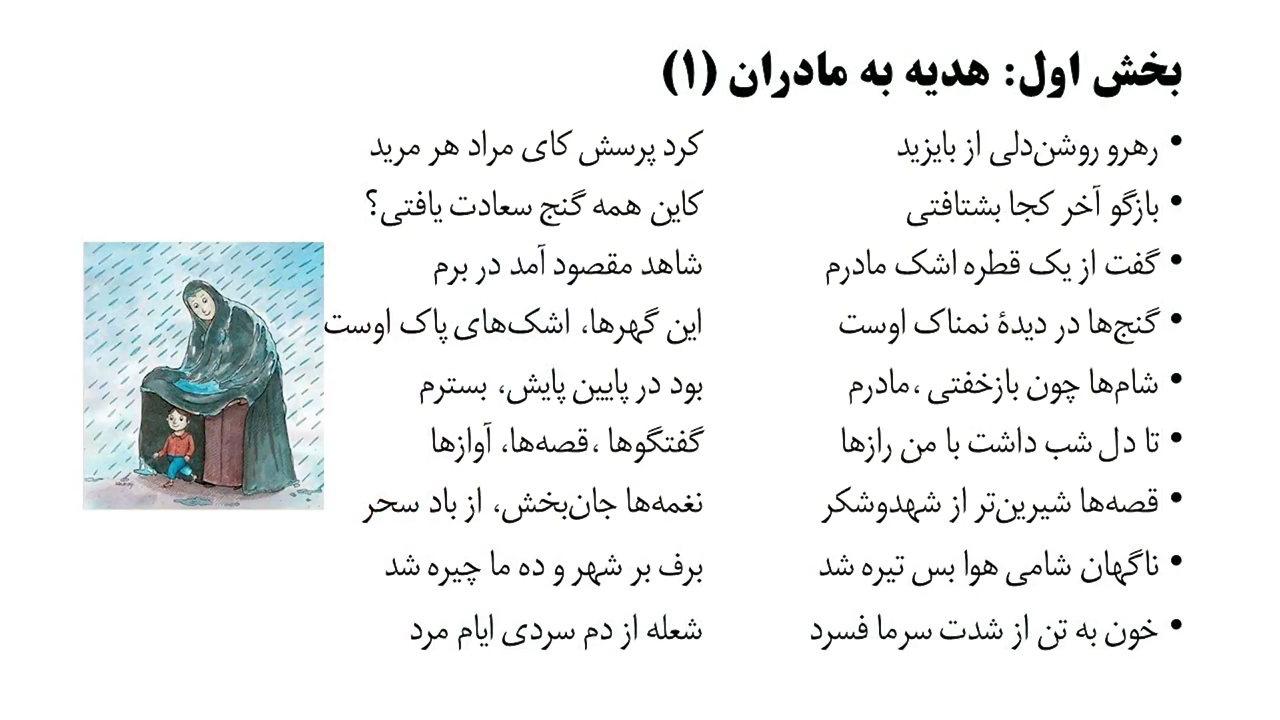 بخش اول: هدیه به مادران (۱)
• رهرو روشن‌دلی از بایزید کرد پرسش کای مراد هر مرید
• بازگو آخر کجا بشتافتی کاین همه گنج سعادت یافتی؟
• گفت از یک قطره اشک مادرم شاهد مقصود آمد در برم
• گنج‌ها در دیدهٔ نمناک اوست این گهرها، اشک‌های پاک اوست
• شام‌ها چون بازخفتی ،مادرم بود در پایین پایش، بسترم
• تا دل شب داشت با من رازها گفتگوها ،قصه‌ها، آوازها
• قصه‌ها شیرین‌تر از شهدوشکر نغمه‌ها جان‌بخش، از باد سحر
• ناگهان شامی هوا بس تیره شد برف بر شهر و ده ما چیره شد
• خون به تن از شدت سرما فسرد شعله از دم سردی ایام مرد